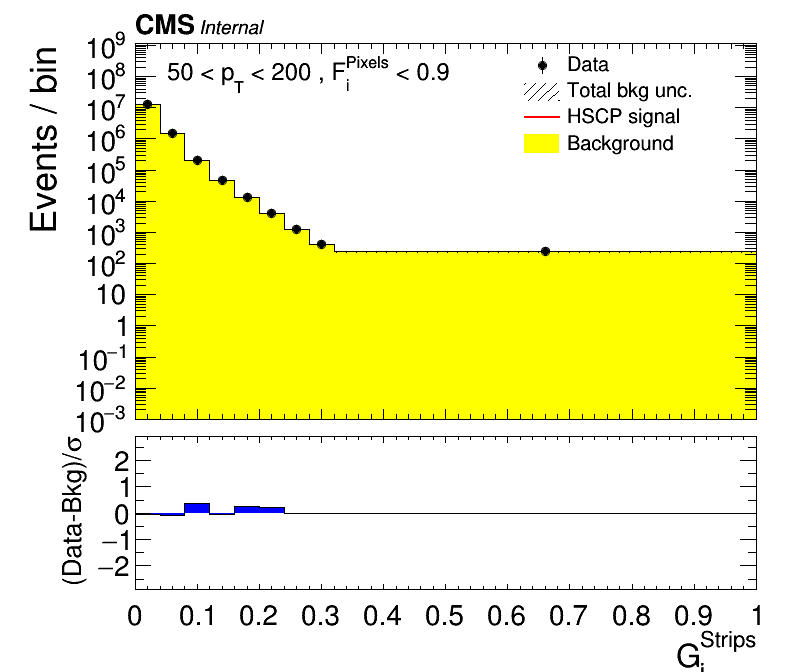 CMS Internal
50 < p_T < 200 , F_i^Pixels < 0.9
Data
Total bkg unc.
HSCP signal
Background
Events / bin
10^9
10^8
10^7
10^6
10^5
10^4
10^3
10^2
10
1
10^−1
10^−2
10^−3
(Data-Bkg)/σ
2
1
0
−1
−2
0 0.1 0.2 0.3 0.4 0.5 0.6 0.7 0.8 0.9 1
G_i^Strips